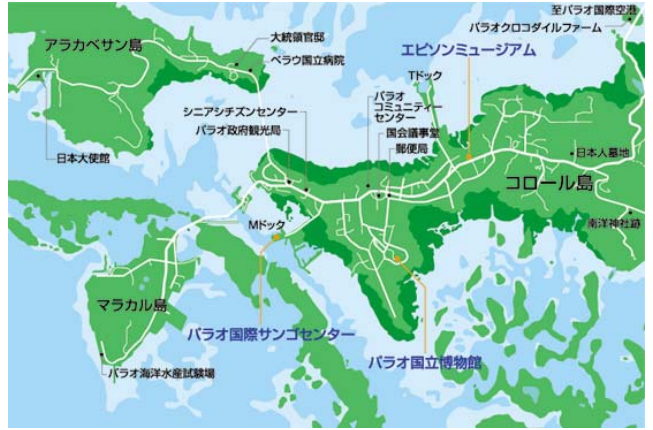 至パラオ国際空港
パラオクロコダイルファーム
大統領官邸
アラカベサン島
ベラウ国立病院
エピソンミュージアム
Tドック
シニアシチズンセンター
パラオ
コミュニティー
センター
パラオ政府観光局
国会議事堂
郵便局
日本大使館
日本人墓地
コロール島
Mドック
南洋神社跡
マラカル島
パラオ国際サンゴセンター
パラオ国立博物館
パラオ海洋水産試験場